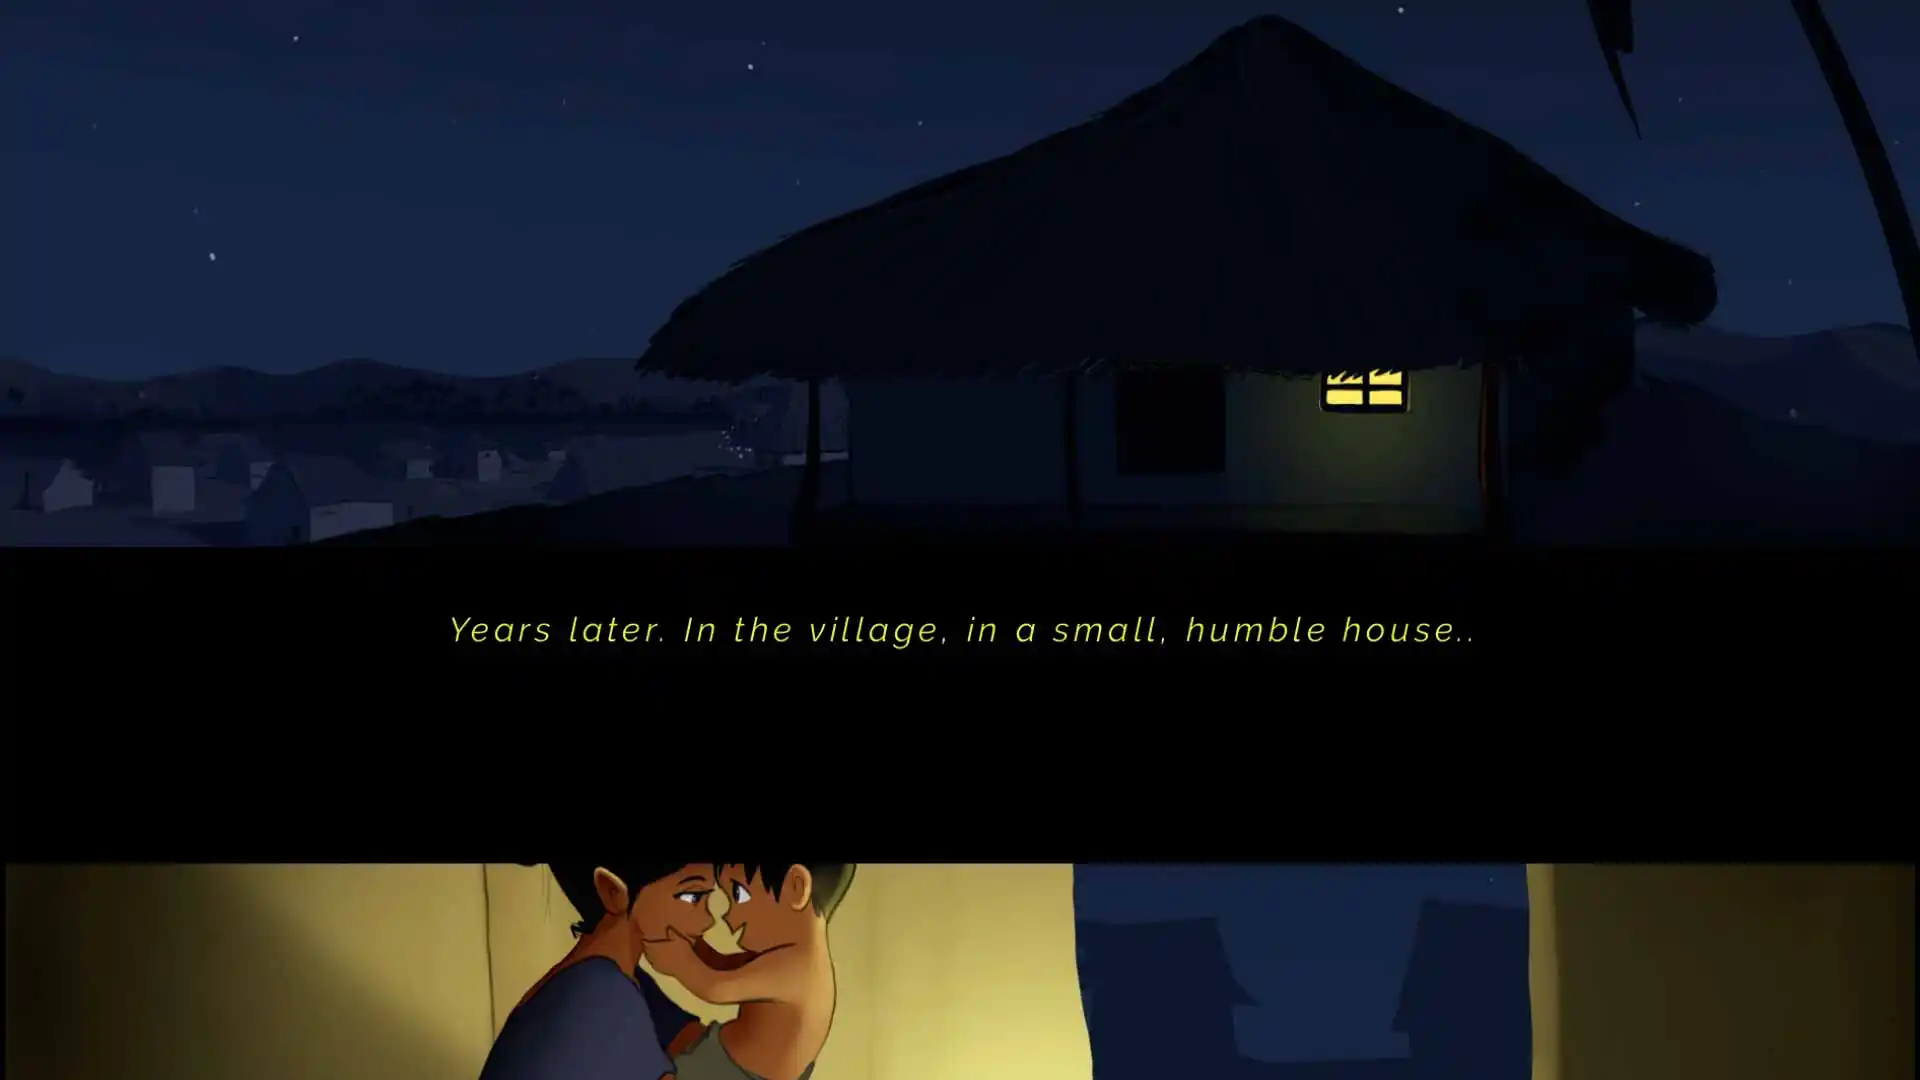 Years later. In the village, in a small, humble house..